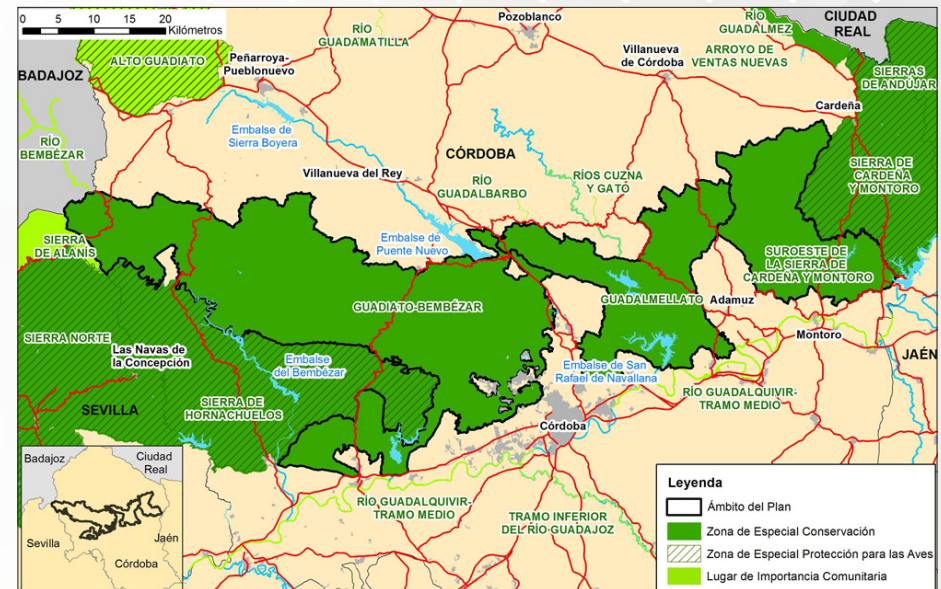 0 5 10 15 20
Kilómetros
Pozoblanco
CIUDAD
REAL
RÍO
GUADAMATILLA
RÍO
GUADALMEZ
ALTO GUADIATO
Peñarroya-
Pueblonuevo
Villanueva
de Córdoba
ARROYO DE
VENTAS NUEVAS
BADAJOZ
SIERRAS
DE ANDÚJAR
Cardeña
Embalse de
Sierra Boyera
RÍO
BEMBÉZAR
CÓRDOBA
Villanueva del Rey
RÍO
GUADALBARBO
RÍOS CUZNA
Y GATO
SIERRA DE
CARDEÑA
Y MONTORO
SIERRA
DE ALANÍS
Embalse de
Puente Nuevo
SUROESTE DE
LA SIERRA DE
CARDEÑA Y MONTORO
GUADIATO-BEMBÉZAR
GUADALMELLATO
Adamuz
SIERRA NORTE
Las Navas de
la Concepción
Montoro
JAÉN
Embalse
del Bembézar
Embalse de San
Rafael de Navallana
RÍO GUADALQUIVIR-
TRAMO MEDIO
SEVILLA
SIERRA DE
HORNACHUELOS
Córdoba
RÍO GUADALQUIVIR-
TRAMO MEDIO
TRAMO INFERIOR
DEL RÍO GUADAJOZ
Badajoz
Ciudad
Real
Sevilla
Jaén
Córdoba
Leyenda
Ámbito del Plan
Zona de Especial Conservación
Zona de Especial Protección para las Aves
Lugar de Importancia Comunitaria